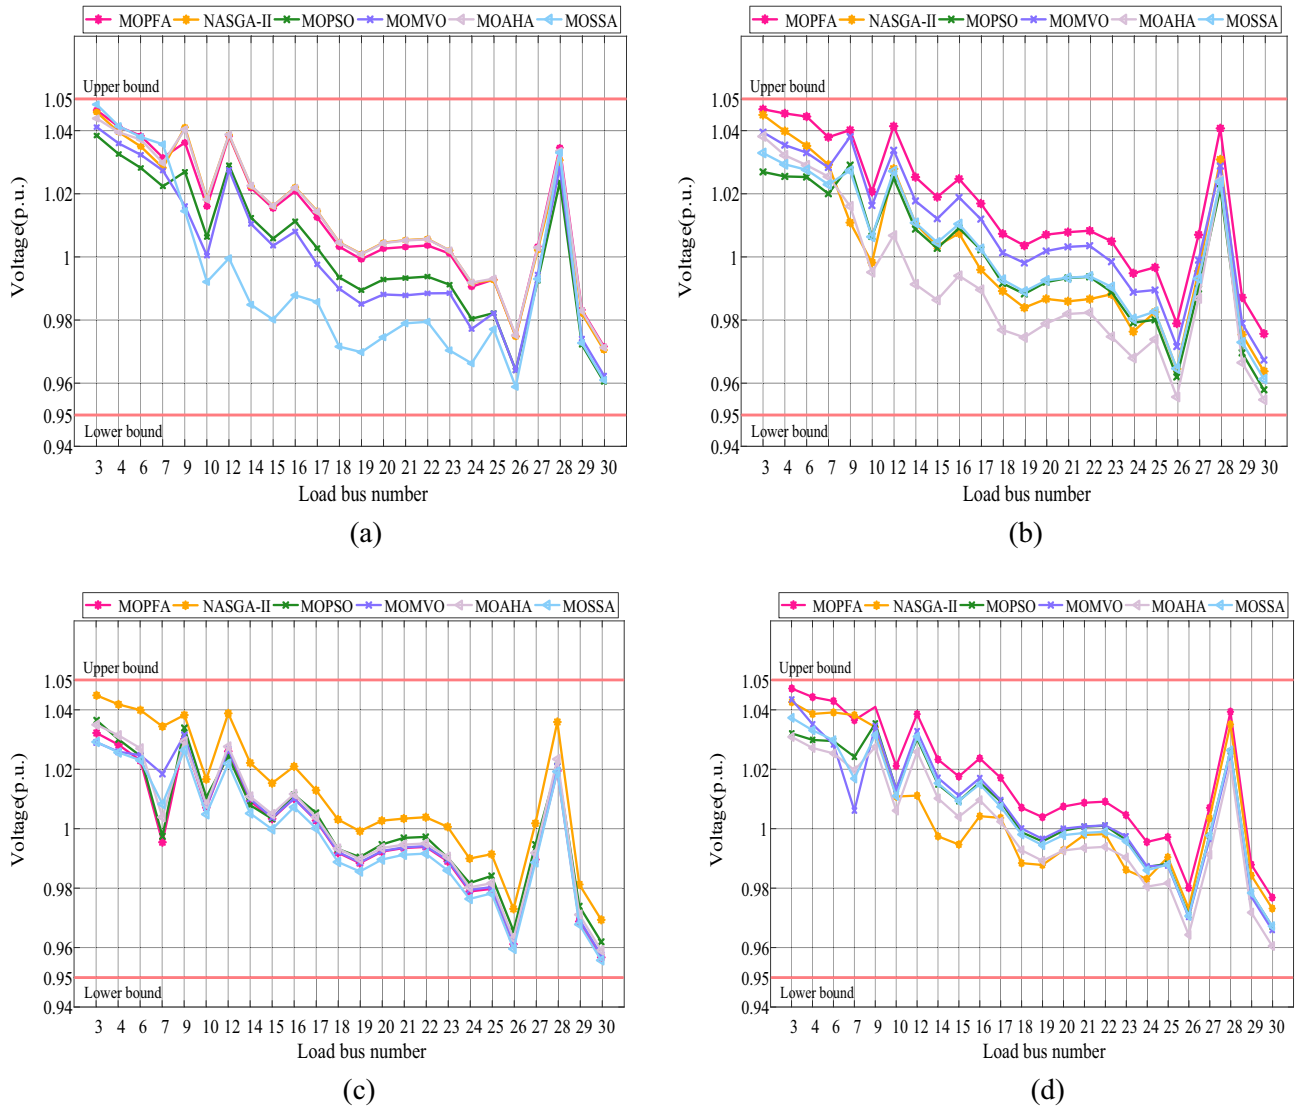 MOPFA NASGA-II MOPSO MOMVO MOAHA MOSSA
Upper bound
1.05
1.04
1.02
1
0.98
0.96
0.95
0.94
Lower bound
Voltage(p.u.)
3 4 6 7 9 10 12 14 15 16 17 18 19 20 21 22 23 24 25 26 27 28 29 30
Load bus number
(a)
MOPFA NASGA-II MOPSO MOMVO MOAHA MOSSA
Upper bound
1.05
1.04
1.02
1
0.98
0.96
0.95
0.94
Lower bound
Voltage(p.u.)
3 4 6 7 9 10 12 14 15 16 17 18 19 20 21 22 23 24 25 26 27 28 29 30
Load bus number
(b)
MOPFA NASGA-II MOPSO MOMVO MOAHA MOSSA
Upper bound
1.05
1.04
1.02
1
0.98
0.96
0.95
0.94
Lower bound
Voltage(p.u.)
3 4 6 7 9 10 12 14 15 16 17 18 19 20 21 22 23 24 25 26 27 28 29 30
Load bus number
(c)
MOPFA NASGA-II MOPSO MOMVO MOAHA MOSSA
Upper bound
1.05
1.04
1.02
1
0.98
0.96
0.95
0.94
Lower bound
Voltage(p.u.)
3 4 6 7 9 10 12 14 15 16 17 18 19 20 21 22 23 24 25 26 27 28 29 30
Load bus number
(d)